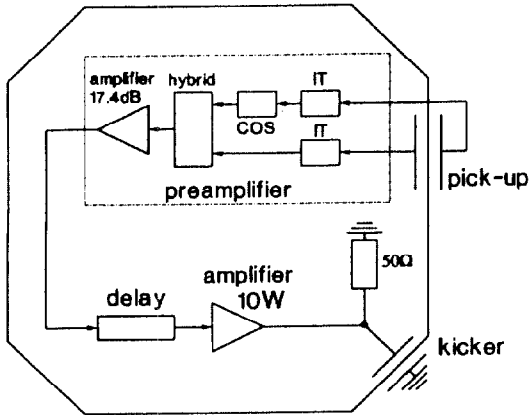 amplifier
17.4dB
hybrid
IT
COS
IT
preamplifier
pick-up
50Ω
amplifier
10W
delay
kicker